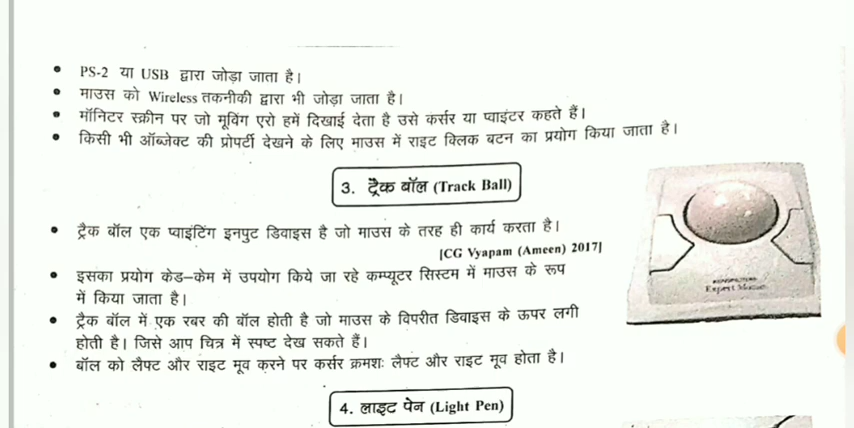 • PS-2 या USB द्वारा जोड़ा जाता है।
• माउस को Wireless तकनीकी द्वारा भी जोड़ा जाता है।
• मॉनिटर स्क्रीन पर जो मूविंग एरो हमें दिखाई देता है उसे कर्सर या प्वाइंटर कहते हैं।
• किसी भी ऑब्जेक्ट की प्रोपर्टी देखने के लिए माउस में राइट क्लिक बटन का प्रयोग किया जाता है।
3. ट्रैक बॉल (Track Ball)
• ट्रैक बॉल एक प्वाइंटिंग इनपुट डिवाइस है जो माउस के तरह ही कार्य करता है।
[CG Vyapam (Ameen) 2017]
• इसका प्रयोग केड–केम में उपयोग किये जा रहे कम्प्यूटर सिस्टम में माउस के रूप
में किया जाता है।
• ट्रैक बॉल में एक रबर की बॉल होती है जो माउस के विपरीत डिवाइस के ऊपर लगी
होती है। जिसे आप चित्र में स्पष्ट देख सकते हैं।
• बॉल को लैफ्ट और राइट मूव करने पर कर्सर क्रमशः लैफ्ट और राइट मूव होता है।
Expert Mouse
4. लाइट पेन (Light Pen)